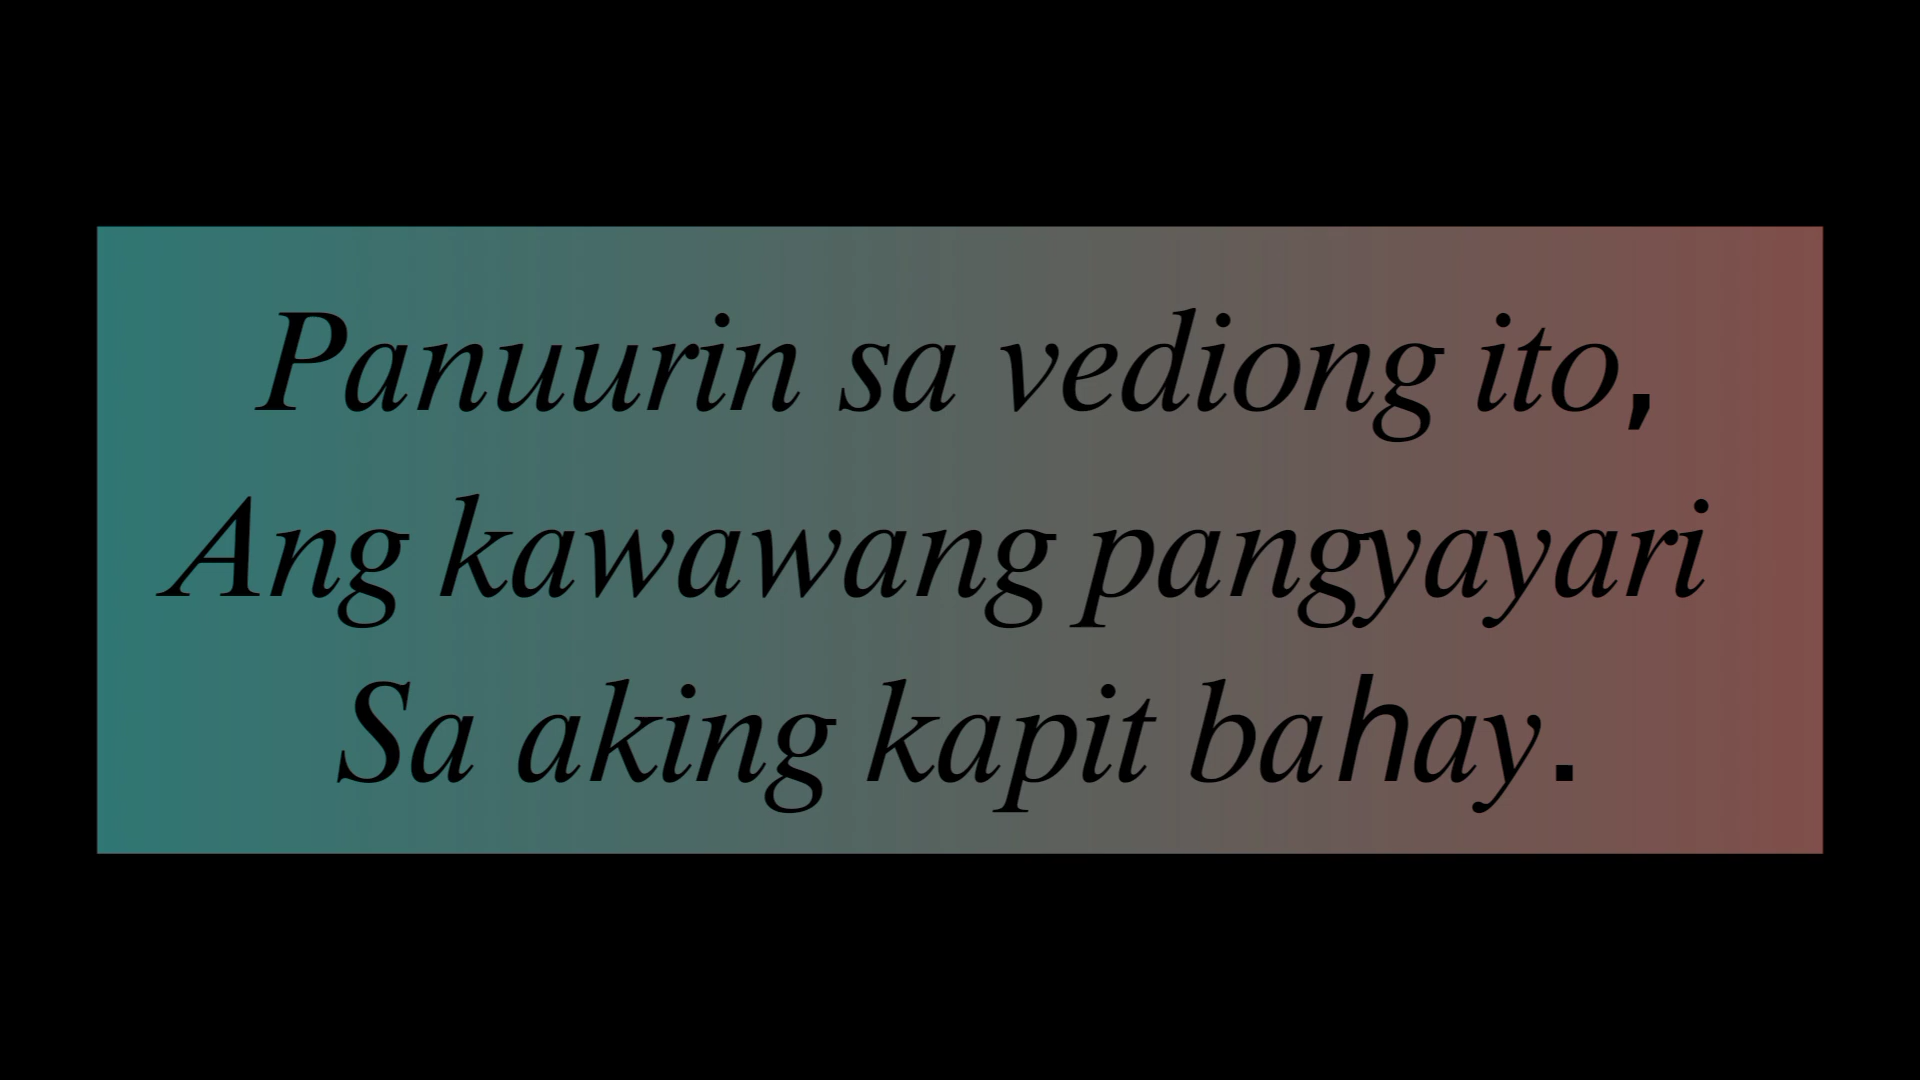 Panuurin sa vediong ito,
Ang kawawang pangyayari
Sa aking kapit bahay.